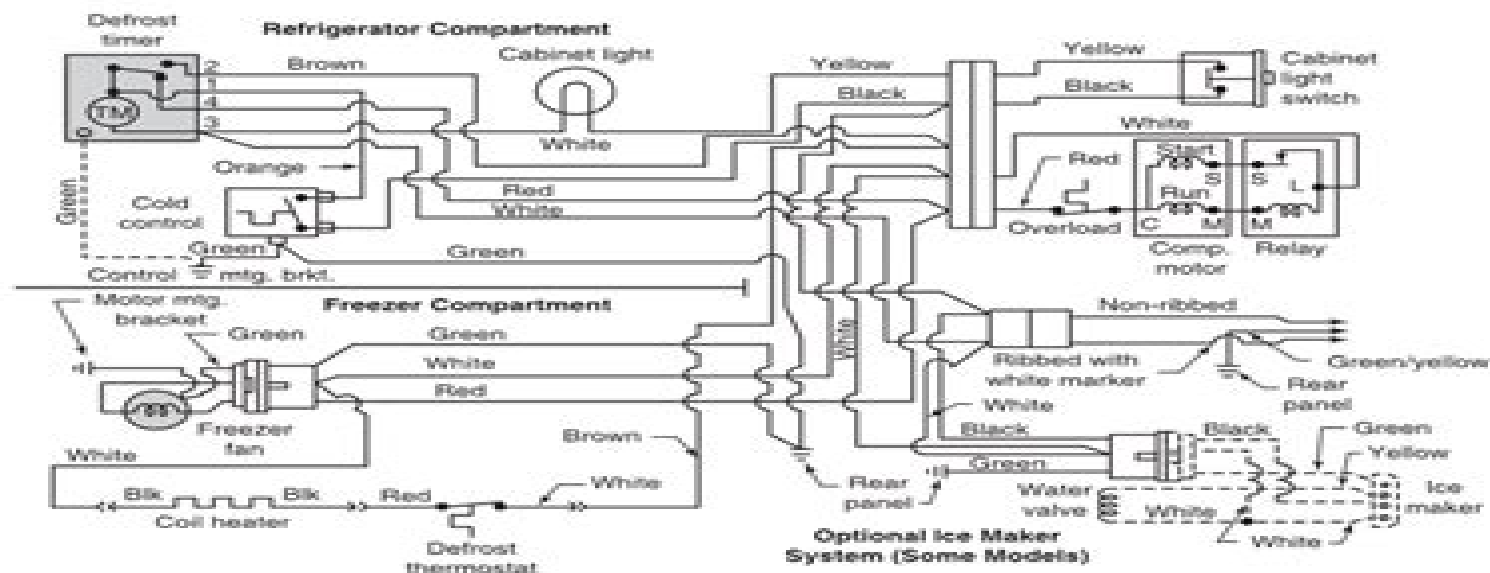 Defrost
timer
Refrigerator Compartment
Cabinet light
Brown
Yellow
Black
Yellow
Black
Cabinet
light
switch
2
1
4
3
TM
White
White
Orange
Red
White
Green
Cold
control
Green
Green
Control mtg. brkt.
Red
Start
Run
S
S
L
C
M
M
Overload
Comp.
motor
Relay
Motor mtg.
bracket
Freezer Compartment
Green
Green
White
Red
White
Non-ribbed
Ribbed with
white marker
Green/yellow
Rear
panel
Freezer
fan
White
Brown
White
Black
Black
Green
Yellow
Green
Blk
Blk
Red
White
Coil heater
Defrost
thermostat
Rear
panel
Water
valve
White
Ice
maker
White
Optional Ice Maker
System (Some Models)